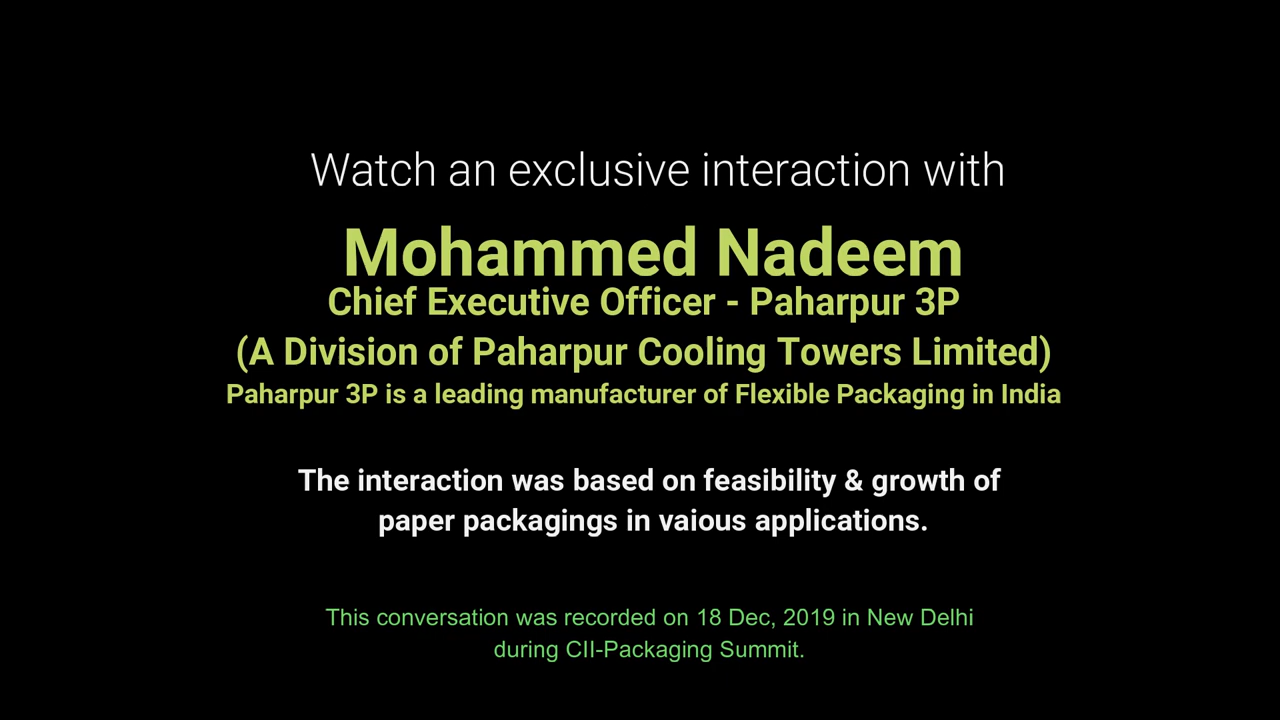 Watch an exclusive interaction with
Mohammed Nadeem
Chief Executive Officer - Paharpur 3P
(A Division of Paharpur Cooling Towers Limited)
Paharpur 3P is a leading manufacturer of Flexible Packaging in India
The interaction was based on feasibility & growth of
paper packagings in vaious applications.
This conversation was recorded on 18 Dec, 2019 in New Delhi
during CII-Packaging Summit.